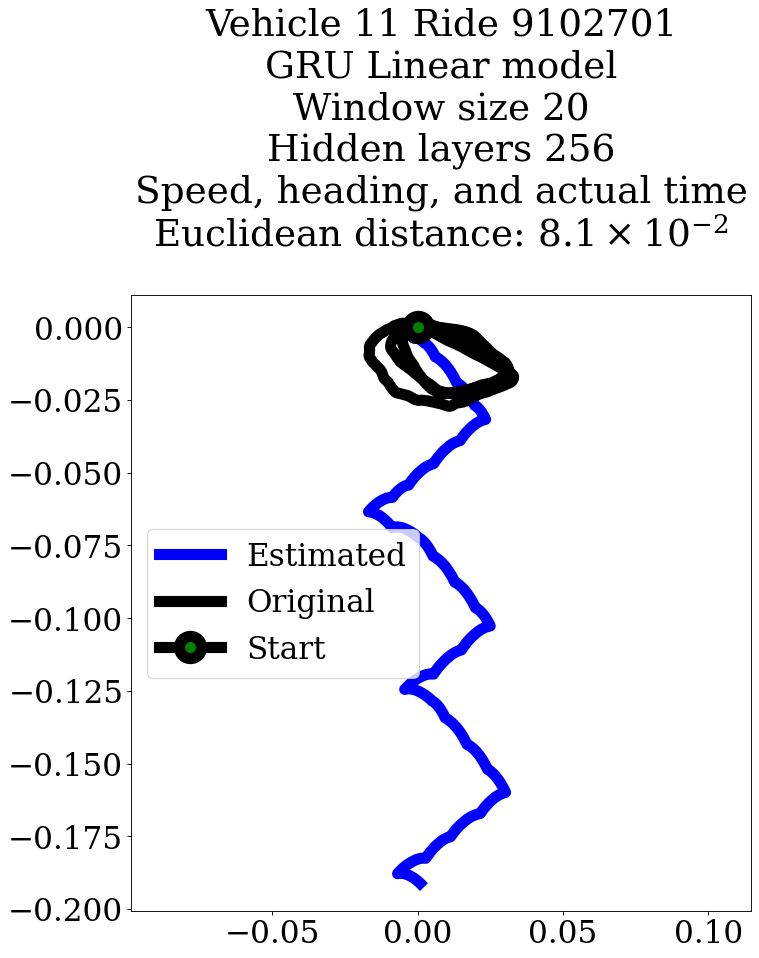 Vehicle 11 Ride 9102701
GRU Linear model
Window size 20
Hidden layers 256
Speed, heading, and actual time
Euclidean distance: 8.1 × 10⁻²
0.000
−0.025
−0.050
−0.075
−0.100
−0.125
−0.150
−0.175
−0.200
Estimated
Original
Start
−0.05
0.00
0.05
0.10